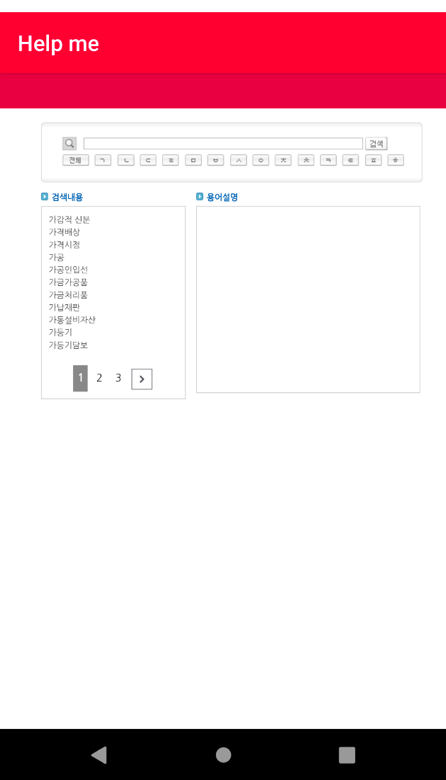 Help me
검색
전체 ㄱ ㄴ ㄷ ㄹ ㅁ ㅂ ㅅ ㅇ ㅈ ㅊ ㅋ ㅌ ㅍ ㅎ
검색내용
가감적 신분
가격배상
가격시점
가공
가공인입선
가금가공품
가금처리품
가납재판
가동설비자산
가등기
가등기담보
1 2 3
용어설명